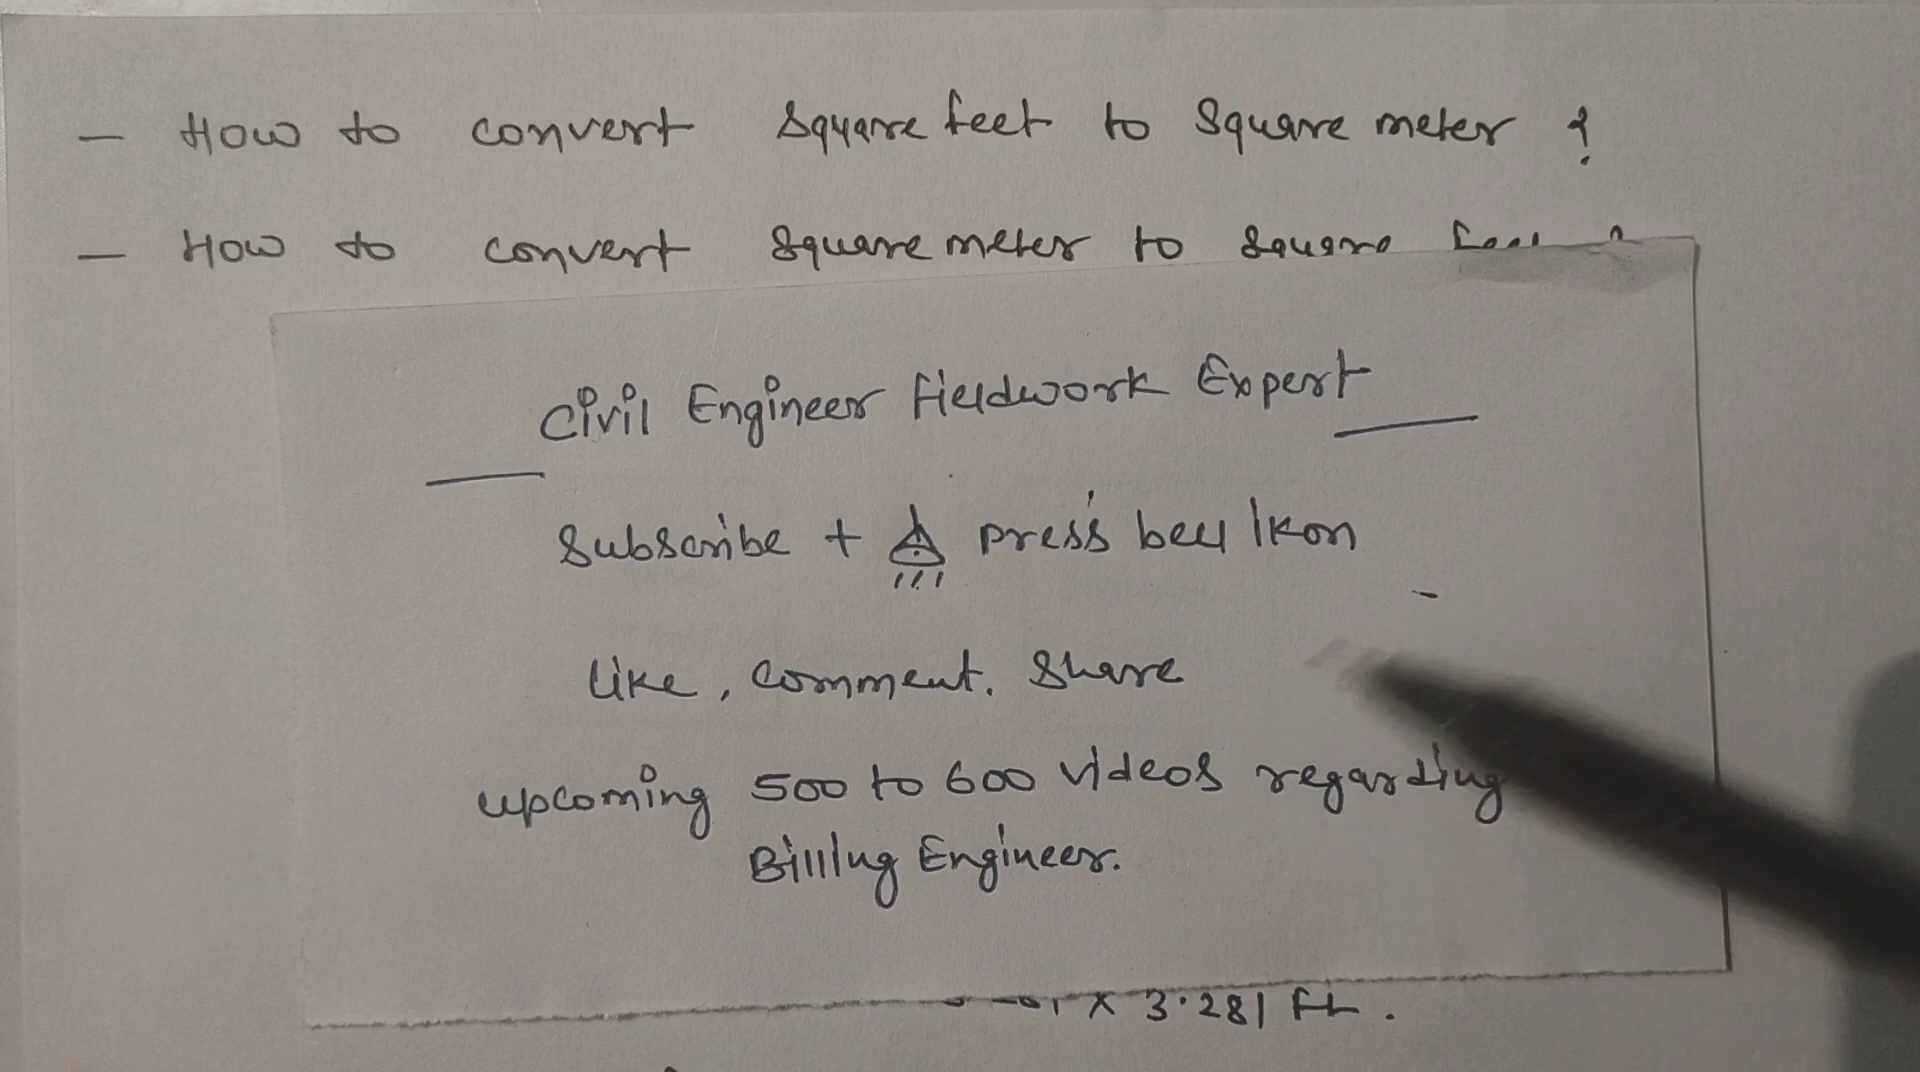 - How to convert Square feet to Square meter ?
- How to convert Square meter to Square
Civil Engineer Fieldwork Expert
Subscribe + press bell Ikon
Like, Comment. Share
upcoming 500 to 600 videos regarding
Billing Engineer.
x 3.281 ft.